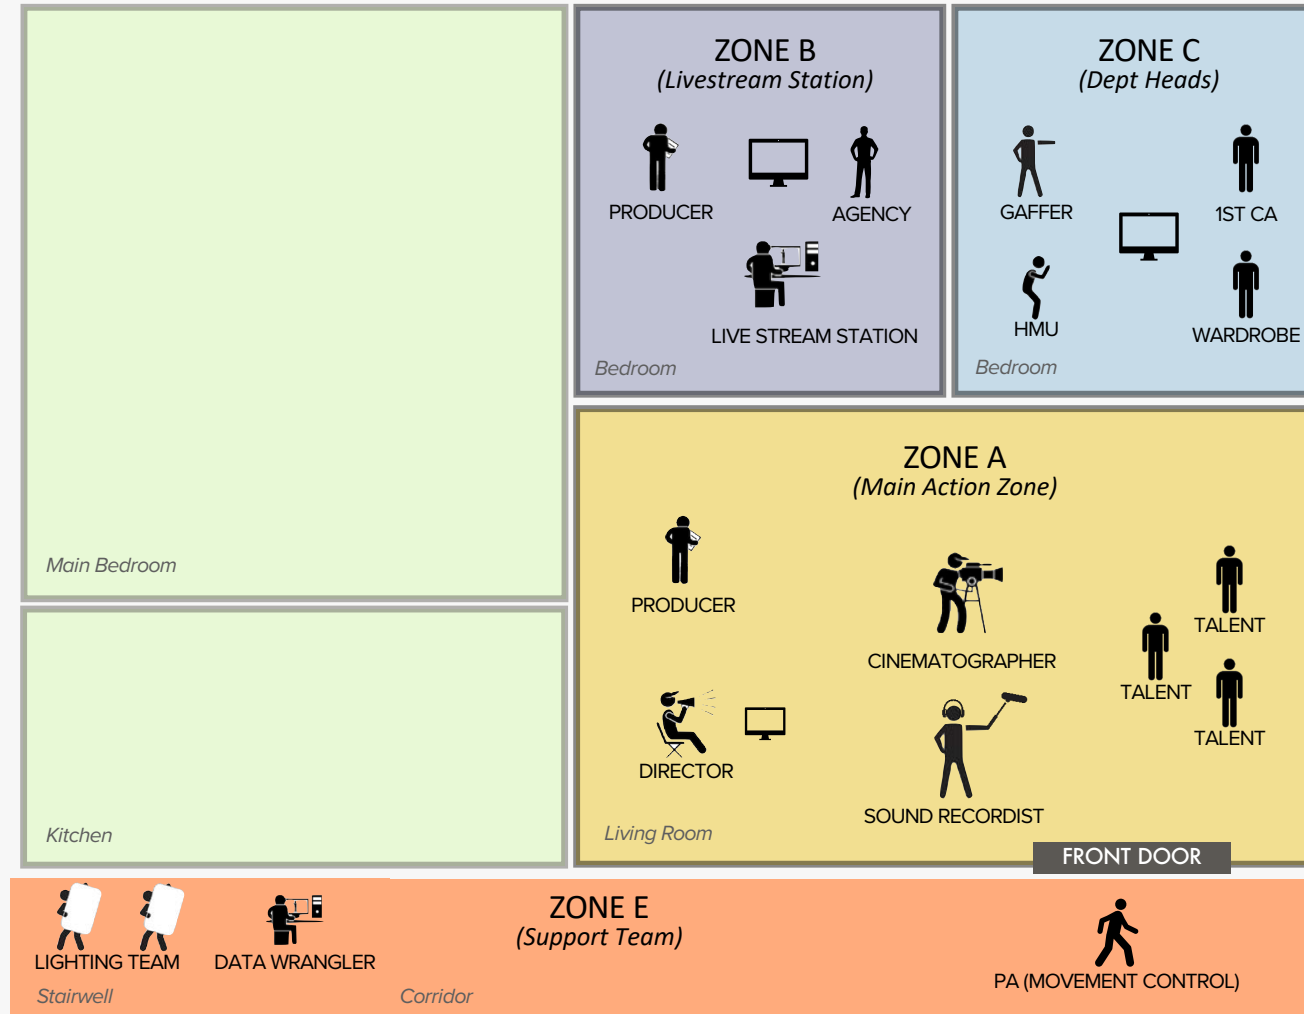 ZONE B
(Livestream Station)
PRODUCER
AGENCY
LIVE STREAM STATION
Bedroom
ZONE C
(Dept Heads)
GAFFER
1ST CA
HMU
WARDROBE
Bedroom
Main Bedroom
Kitchen
ZONE A
(Main Action Zone)
PRODUCER
CINEMATOGRAPHER
TALENT
TALENT
TALENT
DIRECTOR
SOUND RECORDIST
Living Room
FRONT DOOR
ZONE E
(Support Team)
LIGHTING TEAM
DATA WRANGLER
PA (MOVEMENT CONTROL)
Stairwell
Corridor